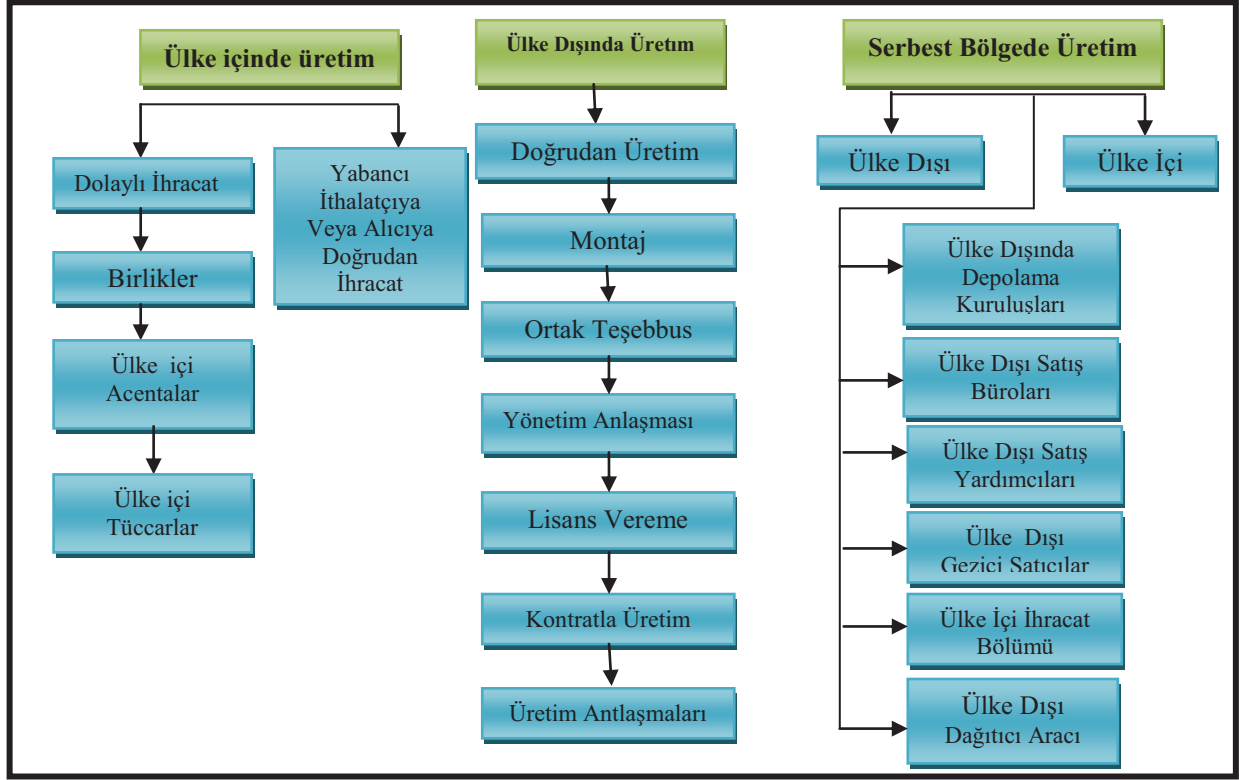 Ülke içinde üretim
Dolaylı İhracat
Birlikler
Ülke içi
Acentalar
Ülke içi
Tüccarlar
Yabancı
İthalatçıya
Veya Alıcıya
Doğrudan
İhracat
Ülke Dışında Üretım
Doğrudan Üretim
Montaj
Ortak Teşebbus
Yönetim Anlaşması
Lisans Vereme
Kontratla Üretim
Üretim Antlaşmaları
Serbest Bölgede Üretim
Ülke Dışı
Ülke İçi
Ülke Dışında
Depolama
Kuruluşları
Ülke Dışı Satış
Büroları
Ülke Dışı Satış
Yardımcıları
Ülke Dışı
Gezici Satıcılar
Ülke İçi İhracat
Bölümü
Ülke Dışı
Dağıtıcı Aracı